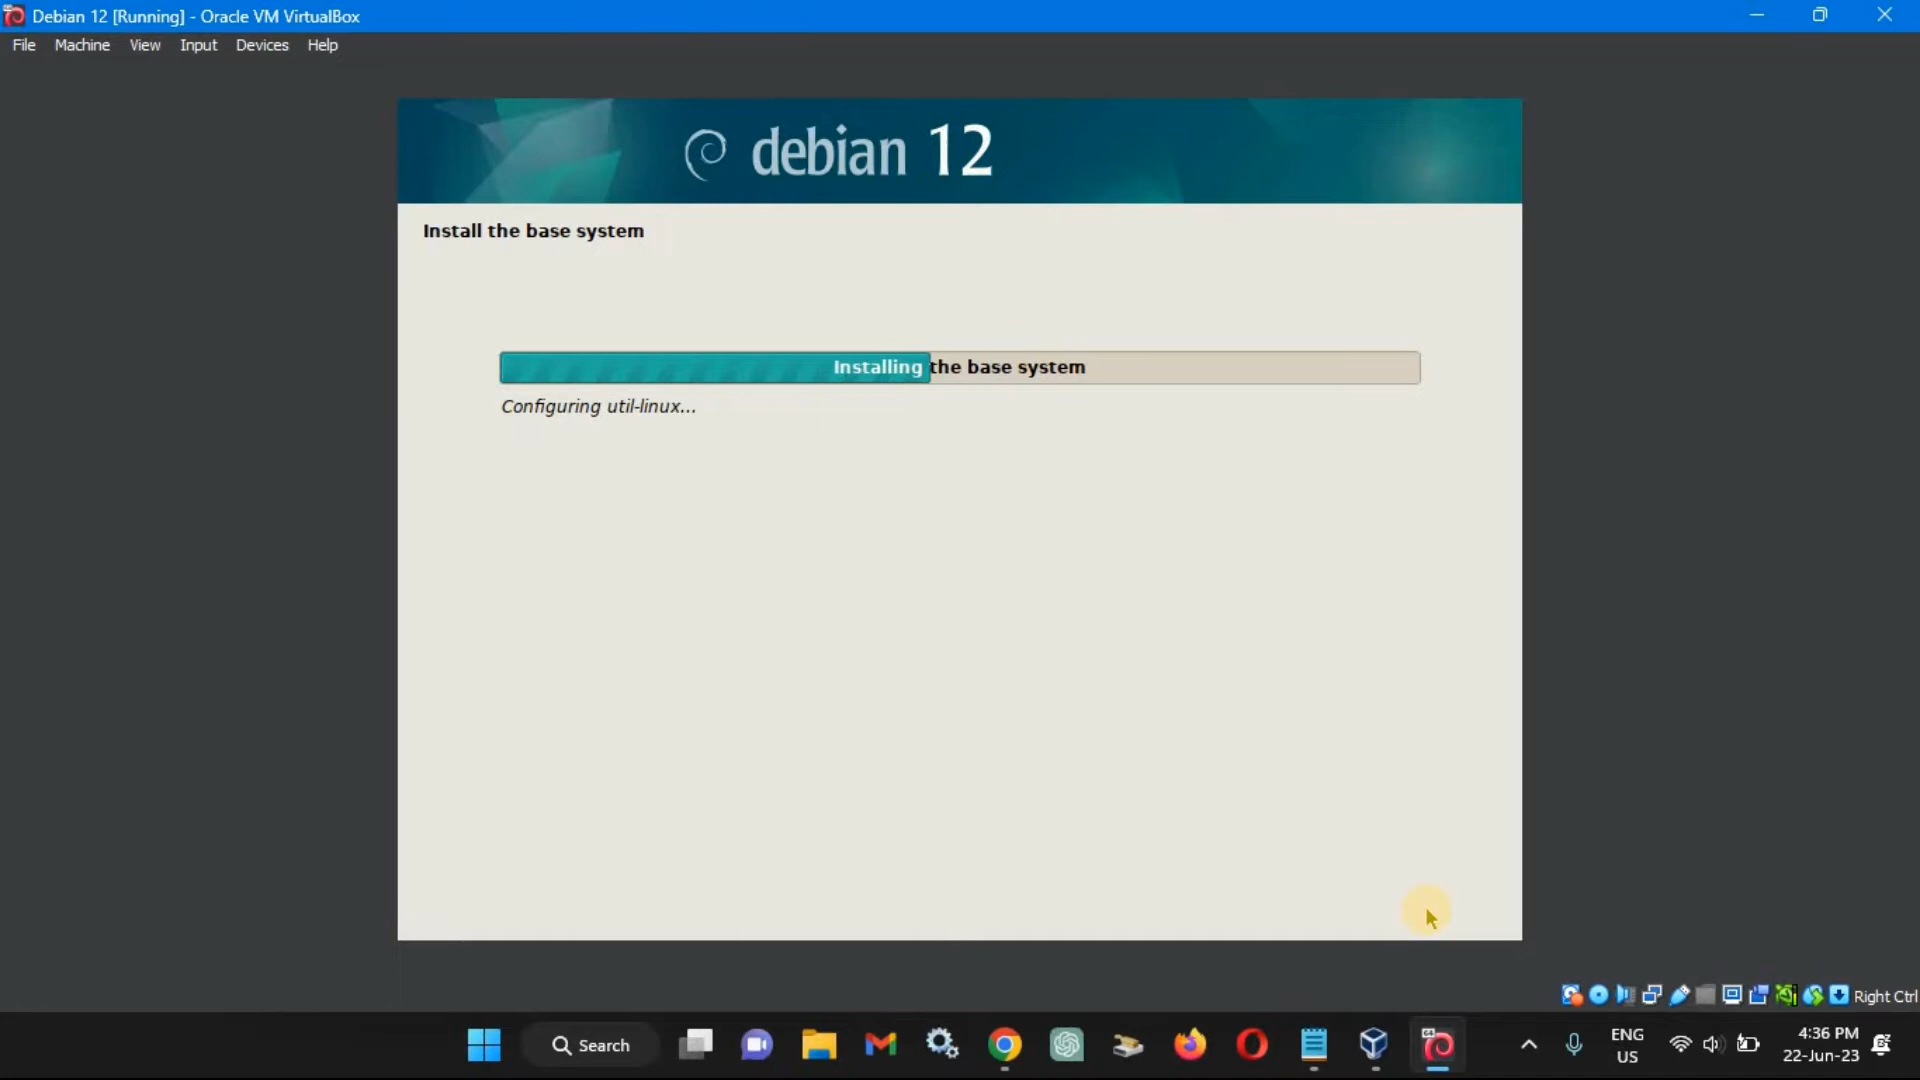 Debian 12 [Running] - Oracle VM VirtualBox
File Machine View Input Devices Help
debian 12
Install the base system
Installing the base system
Configuring util-linux...
Right Ctrl
Search
ENG
US
4:36 PM
22-Jun-23